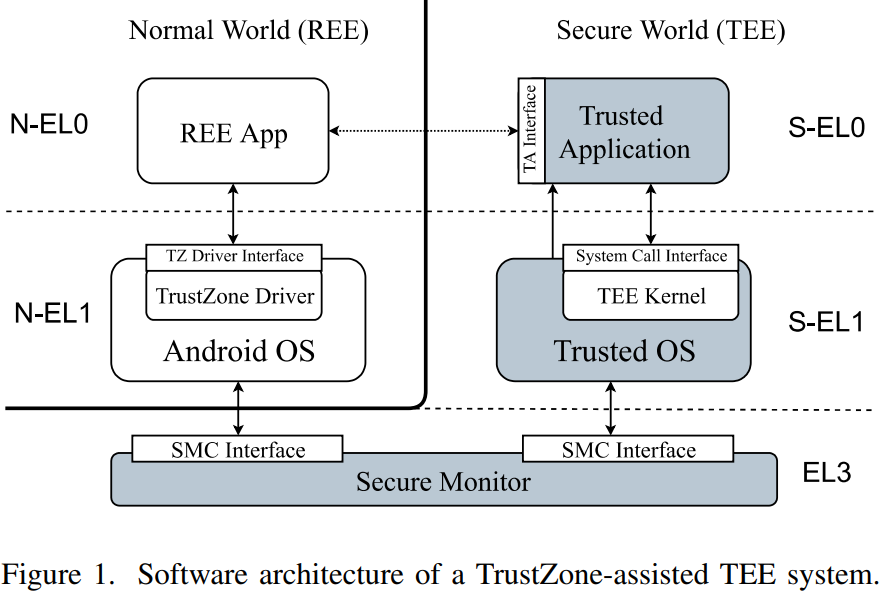 Normal World (REE)
Secure World (TEE)
N-EL0
REE App
TA Interface
Trusted
Application
S-EL0
N-EL1
TZ Driver Interface
TrustZone Driver
Android OS
System Call Interface
TEE Kernel
Trusted OS
S-EL1
SMC Interface
SMC Interface
Secure Monitor
EL3
Figure 1. Software architecture of a TrustZone-assisted TEE system.